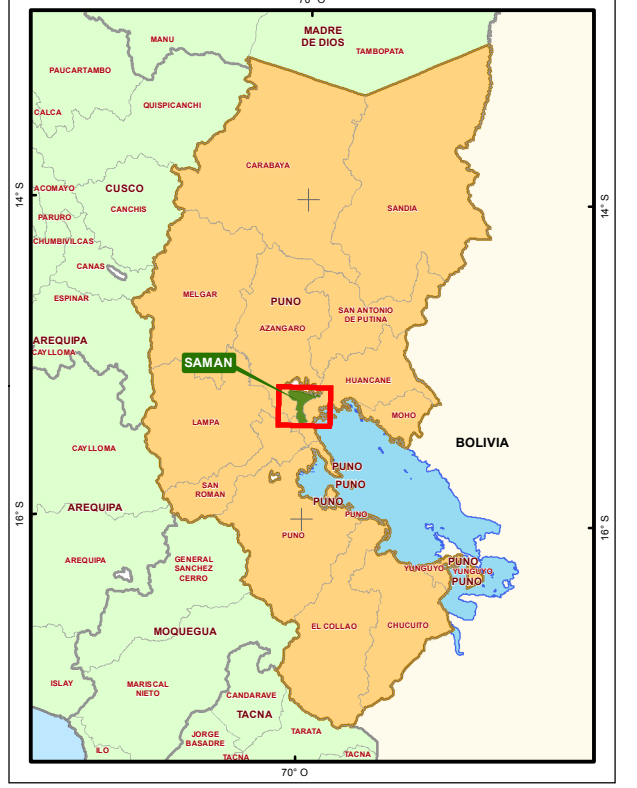 70° O
MADRE
DE DIOS
MANU
TAMBOPATA
PAUCARTAMBO
QUISPICANCHI
CALCA
CARABAYA
ACOMAYO
CUSCO
14° S
14° S
CANCHIS
SANDIA
PARURO
CHUMBIVILCAS
CANAS
ESPINAR
MELGAR
PUNO
SAN ANTONIO
DE PUTINA
AZANGARO
AREQUIPA
CAYLLOMA
SAMAN
HUANCANE
MOHO
LAMPA
BOLIVIA
CAYLLOMA
PUNO
SAN
ROMAN
PUNO
PUNO
AREQUIPA
PUNO
16° S
16° S
PUNO
AREQUIPA
GENERAL
SANCHEZ
CERRO
YUNGUYO
PUNO
YUNGUYO
PUNO
EL COLLAO
CHUCUITO
MOQUEGUA
ISLAY
MARISCAL
NIETO
CANDARAVE
TACNA
JORGE
BASADRE
TARATA
ILO
TACNA
TACNA
70° O